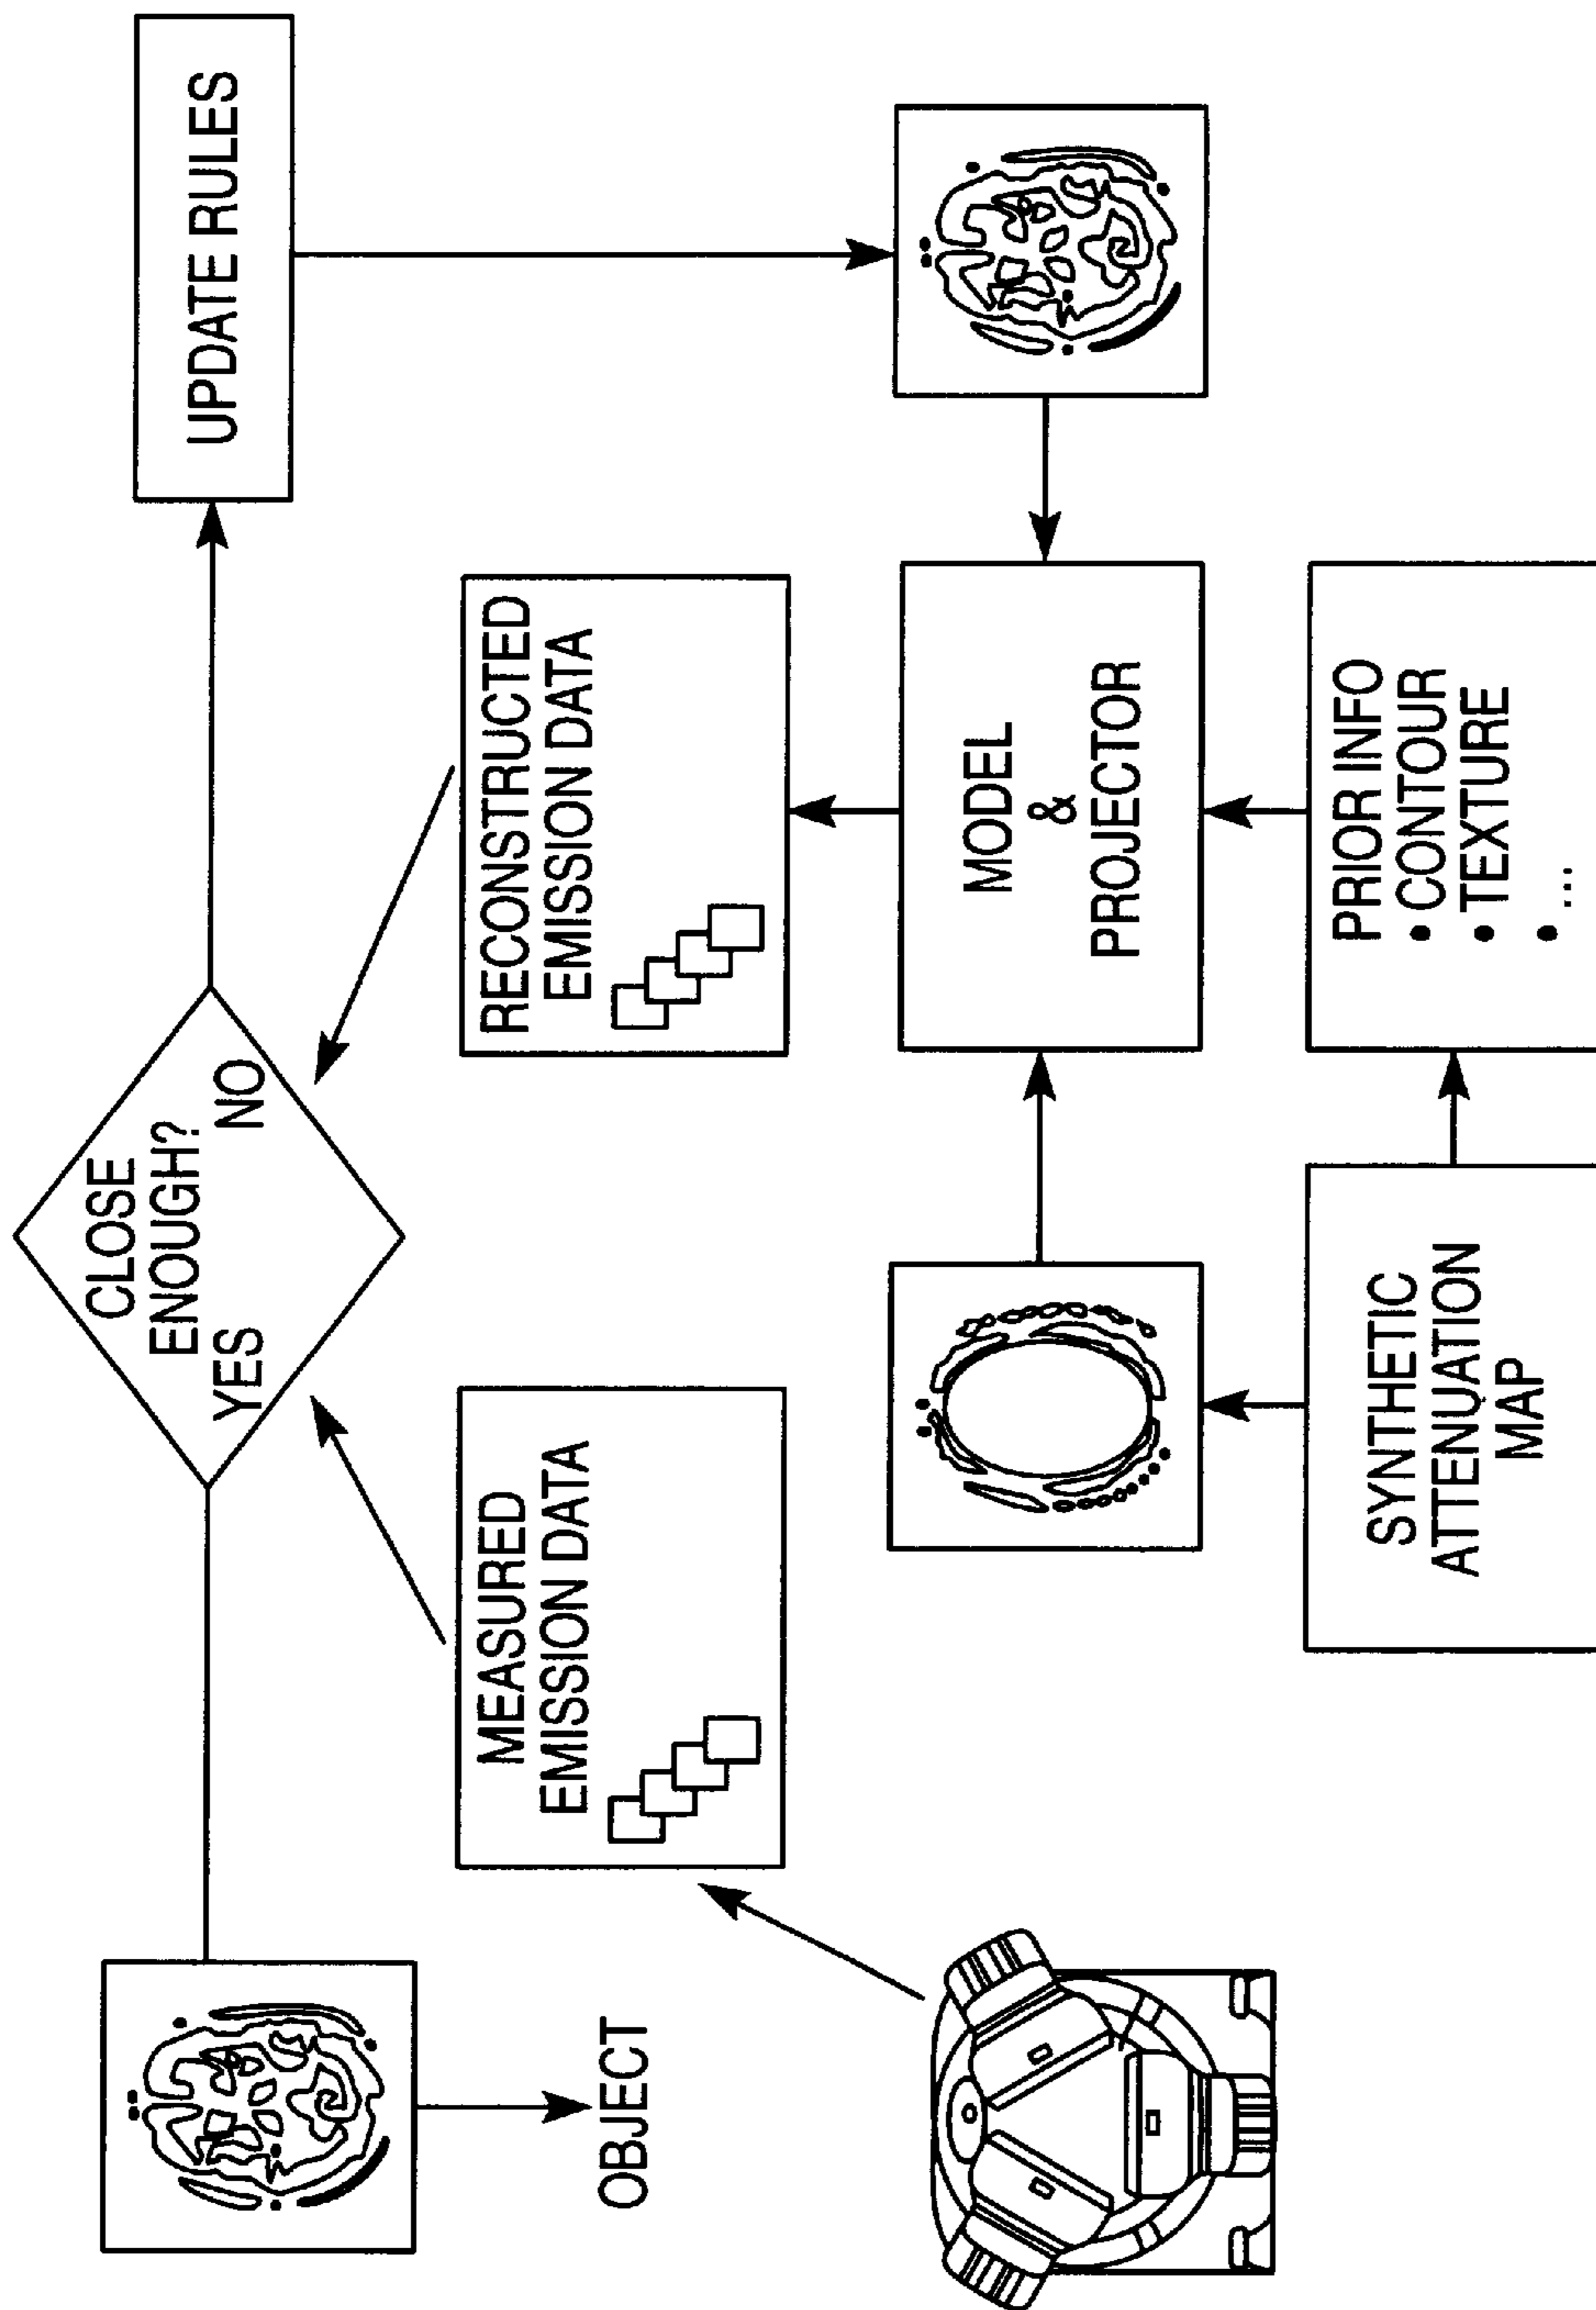 CLOSE
ENOUGH?
YES NO
UPDATE RULES
OBJECT
MEASURED
EMISSION DATA
RECONSTRUCTED
EMISSION DATA
MODEL
&
PROJECTOR
SYNTHETIC
ATTENUATION
MAP
PRIOR INFO
• CONTOUR
• TEXTURE
• ...